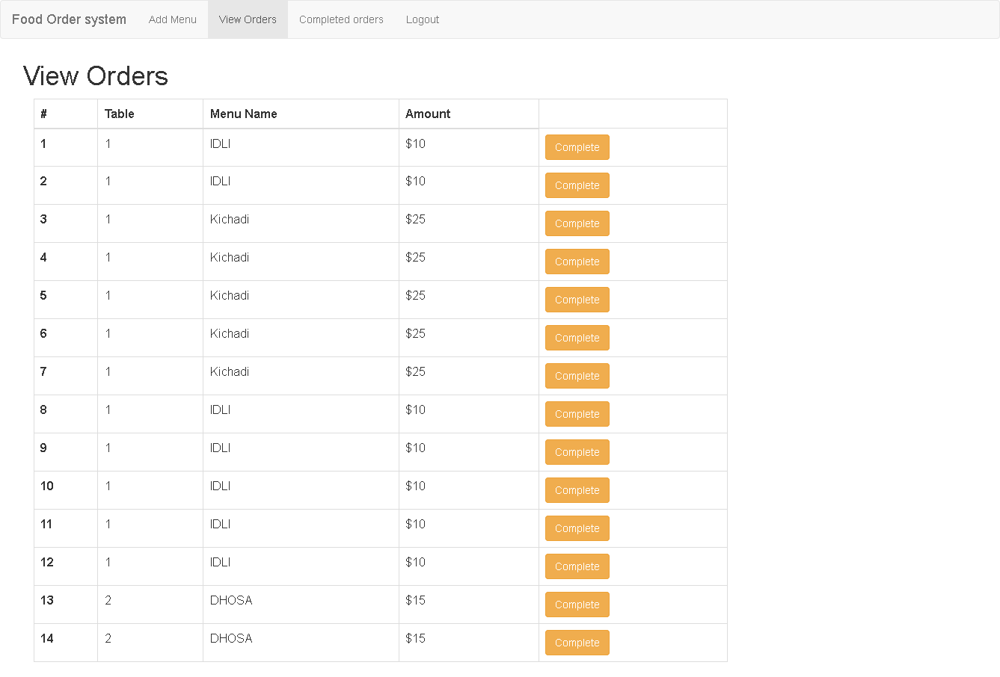 Food Order system Add Menu View Orders Completed orders Logout
View Orders
# Table Menu Name Amount
1 1 IDLI $10 Complete
2 1 IDLI $10 Complete
3 1 Kichadi $25 Complete
4 1 Kichadi $25 Complete
5 1 Kichadi $25 Complete
6 1 Kichadi $25 Complete
7 1 Kichadi $25 Complete
8 1 IDLI $10 Complete
9 1 IDLI $10 Complete
10 1 IDLI $10 Complete
11 1 IDLI $10 Complete
12 1 IDLI $10 Complete
13 2 DHOSA $15 Complete
14 2 DHOSA $15 Complete